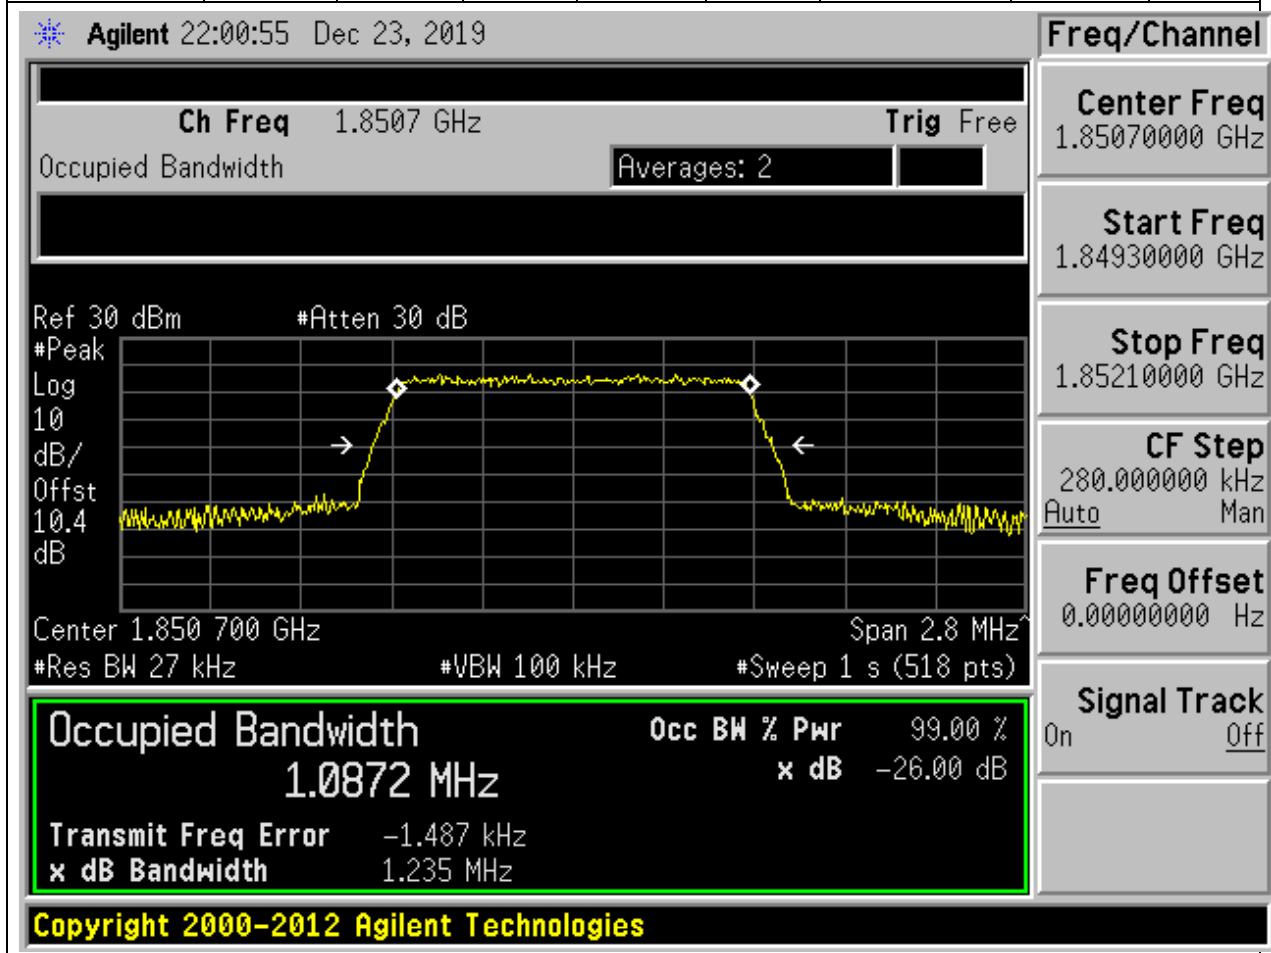 Agilent 22:00:55 Dec 23, 2019
Freq/Channel
Ch Freq 1.8507 GHz Trig Free
Occupied Bandwidth Averages: 2
Ref 30 dBm #Atten 30 dB
#Peak
Log
10
dB/
Offst
10.4
dB
Center 1.850 700 GHz Span 2.8 MHz^
#Res BW 27 kHz #VBW 100 kHz #Sweep 1 s (518 pts)
Occupied Bandwidth Occ BW % Pwr 99.00 %
1.0872 MHz x dB -26.00 dB
Transmit Freq Error -1.487 kHz
x dB Bandwidth 1.235 MHz
Copyright 2000-2012 Agilent Technologies
Center Freq
1.85070000 GHz
Start Freq
1.84930000 GHz
Stop Freq
1.85210000 GHz
CF Step
280.000000 kHz
Auto Man
Freq Offset
0.00000000 Hz
Signal Track
On Off